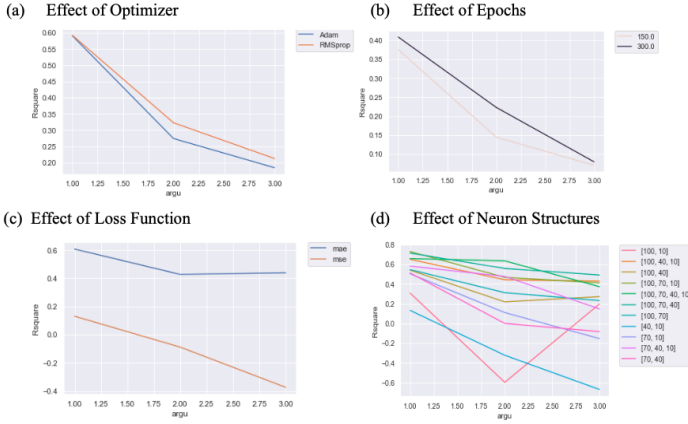 (a) Effect of Optimizer
Adam
RMSprop
0.60
0.55
0.50
0.45
0.40
0.35
0.30
0.25
0.20
Rsquare
1.00 1.25 1.50 1.75 2.00 2.25 2.50 2.75 3.00
argu
(b) Effect of Epochs
150.0
300.0
0.40
0.35
0.30
0.25
0.20
0.15
0.10
Rsquare
1.00 1.25 1.50 1.75 2.00 2.25 2.50 2.75 3.00
argu
(c) Effect of Loss Function
mae
mse
0.6
0.4
0.2
0.0
−0.2
−0.4
Rsquare
1.00 1.25 1.50 1.75 2.00 2.25 2.50 2.75 3.00
argu
(d) Effect of Neuron Structures
[100, 10]
[100, 40, 10]
[100, 40]
[100, 70, 10]
[100, 70, 40, 10
[100, 70, 40]
[100, 70]
[40, 10]
[70, 10]
[70, 40, 10]
[70, 40]
0.8
0.6
0.4
0.2
0.0
−0.2
−0.4
−0.6
Rsquare
1.00 1.25 1.50 1.75 2.00 2.25 2.50 2.75 3.00
argu